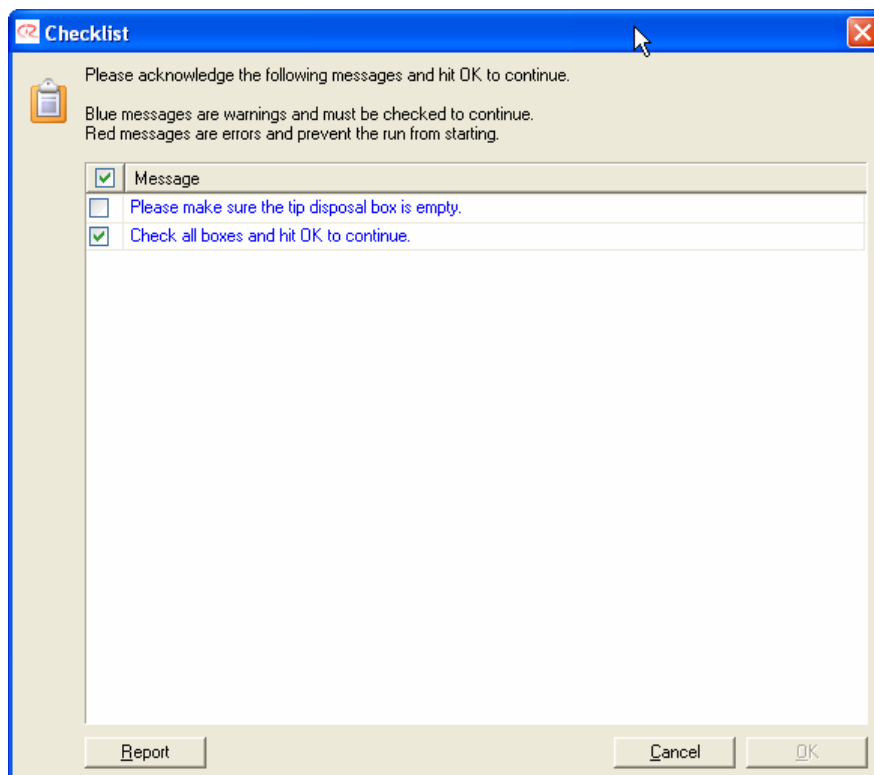 Checklist
Please acknowledge the following messages and hit OK to continue.
Blue messages are warnings and must be checked to continue.
Red messages are errors and prevent the run from starting.
Message
Please make sure the tip disposal box is empty.
Check all boxes and hit OK to continue.
Report Cancel OK